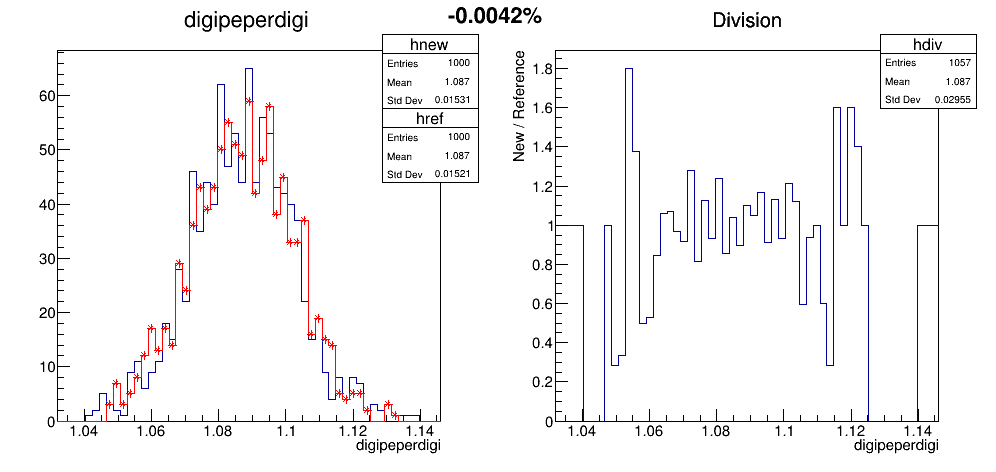 digipeperdigi
-0.0042%
Division
hnew
Entries 1000
Mean 1.087
Std Dev 0.01531
href
Entries 1000
Mean 1.087
Std Dev 0.01521
60
50
40
30
20
10
0
1.04 1.06 1.08 1.1 1.12 1.14
digipeperdigi
hdiv
Entries 1057
Mean 1.087
Std Dev 0.02955
New / Reference
1.8
1.6
1.4
1.2
1
0.8
0.6
0.4
0.2
0
1.04 1.06 1.08 1.1 1.12 1.14
digipeperdigi